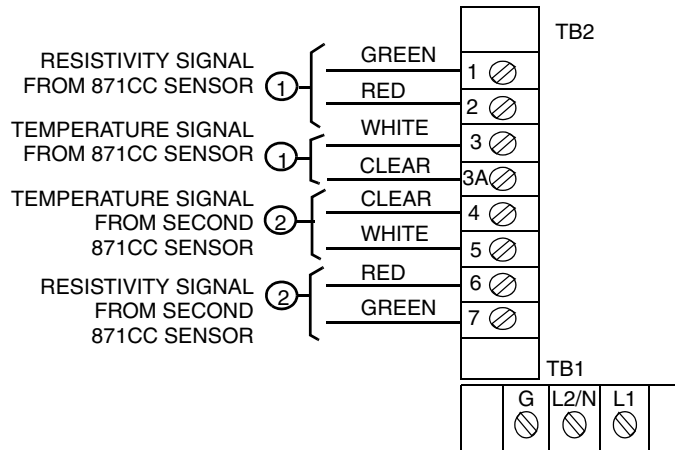 TB2
RESISTIVITY SIGNAL
FROM 871CC SENSOR
1
GREEN
1
RED
2
TEMPERATURE SIGNAL
FROM 871CC SENSOR
1
WHITE
3
CLEAR
3A
TEMPERATURE SIGNAL
FROM SECOND
871CC SENSOR
2
CLEAR
4
WHITE
5
RESISTIVITY SIGNAL
FROM SECOND
871CC SENSOR
2
RED
6
GREEN
7
TB1
G L2/N L1